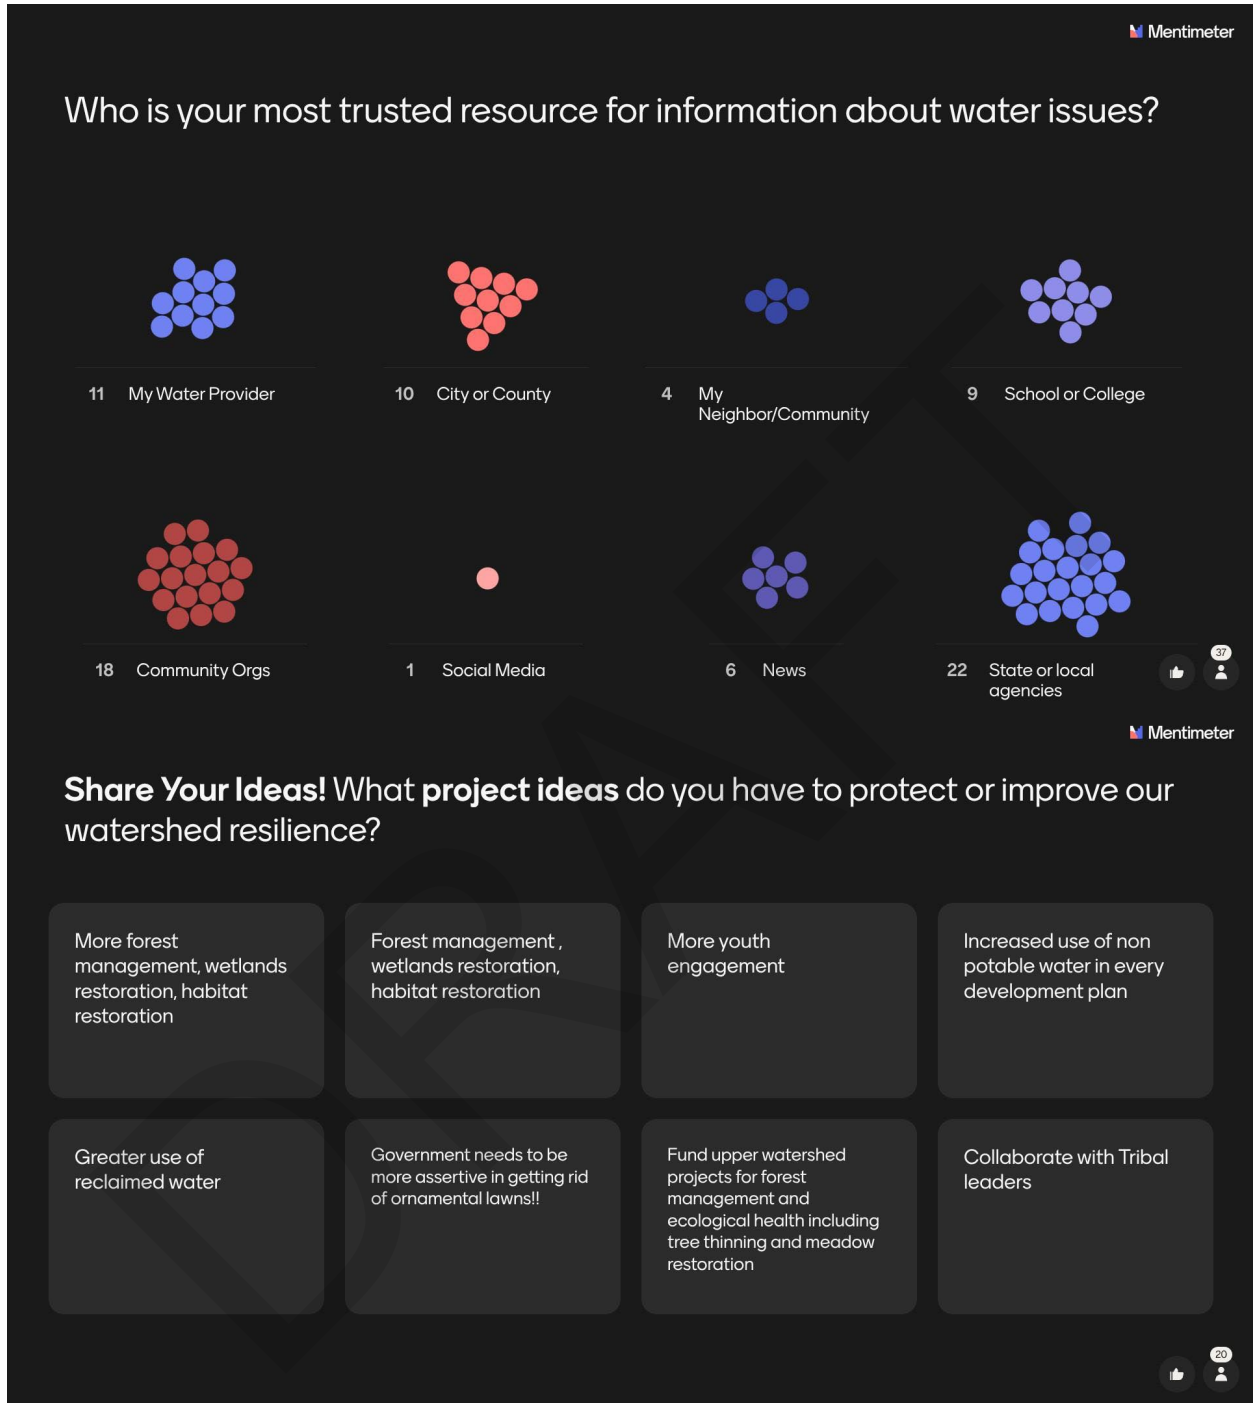 Mentimeter
Who is your most trusted resource for information about water issues?
11 My Water Provider
10 City or County
4 My
Neighbor/Community
9 School or College
18 Community Orgs
1 Social Media
6 News
22 State or local
agencies
37
Mentimeter
Share Your Ideas! What project ideas do you have to protect or improve our
watershed resilience?
More forest
management, wetlands
restoration, habitat
restoration
Forest management ,
wetlands restoration,
habitat restoration
More youth
engagement
Increased use of non
potable water in every
development plan
Greater use of
reclaimed water
Government needs to be
more assertive in getting rid
of ornamental lawns!!
Fund upper watershed
projects for forest
management and
ecological health including
tree thinning and meadow
restoration
Collaborate with Tribal
leaders
20
DRAFT